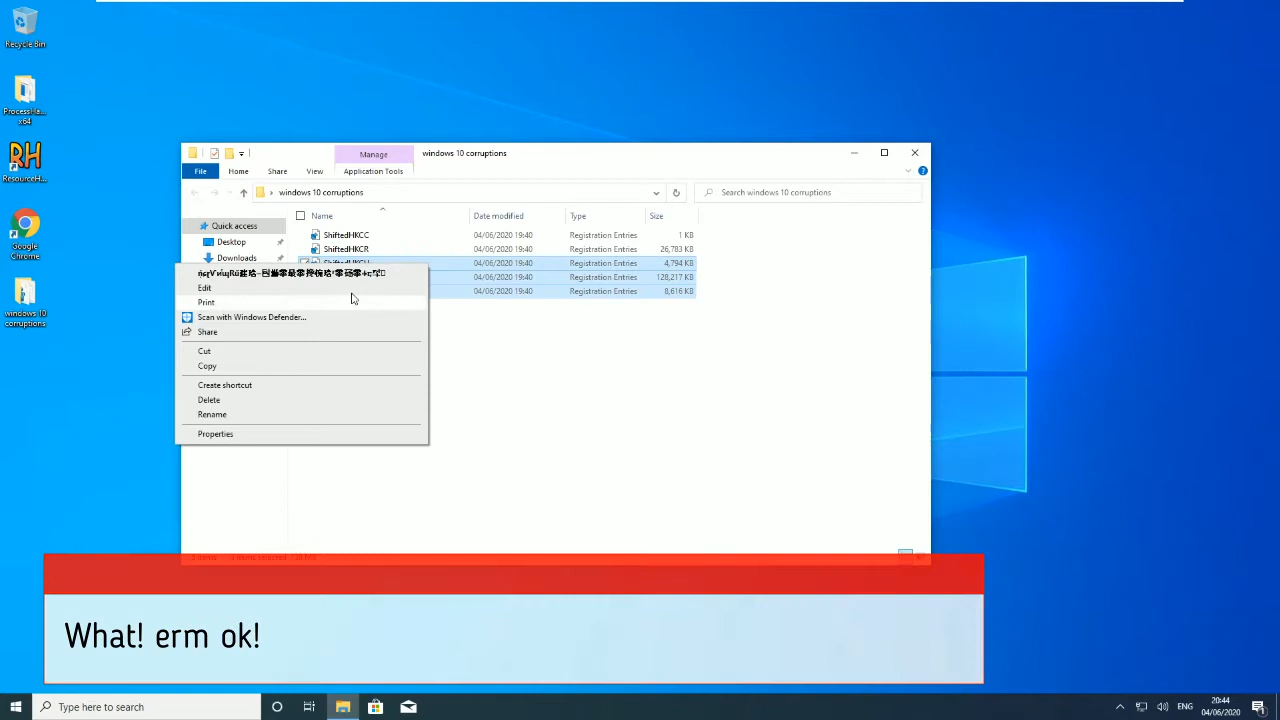 Recycle Bin
ProcessHa...
x64
RH
ResourceH...
Google
Chrome
windows 10
corruptions
Manage
windows 10 corruptions
File
Home
Share
View
Application Tools
windows 10 corruptions
Search windows 10 corruptions
Quick access
Desktop
Downloads
Name
Date modified
Type
Size
ShiftedHKCC
04/06/2020 19:40
Registration Entries
1 KB
ShiftedHKCR
04/06/2020 19:40
Registration Entries
26,783 KB
ShiftedHKCU
04/06/2020 19:40
Registration Entries
4,794 KB
04/06/2020 19:40
Registration Entries
128,217 KB
04/06/2020 19:40
Registration Entries
8,616 KB
Edit
Print
Scan with Windows Defender...
Share
Cut
Copy
Create shortcut
Delete
Rename
Properties
What! erm ok!
Type here to search
ENG
20:44
04/06/2020